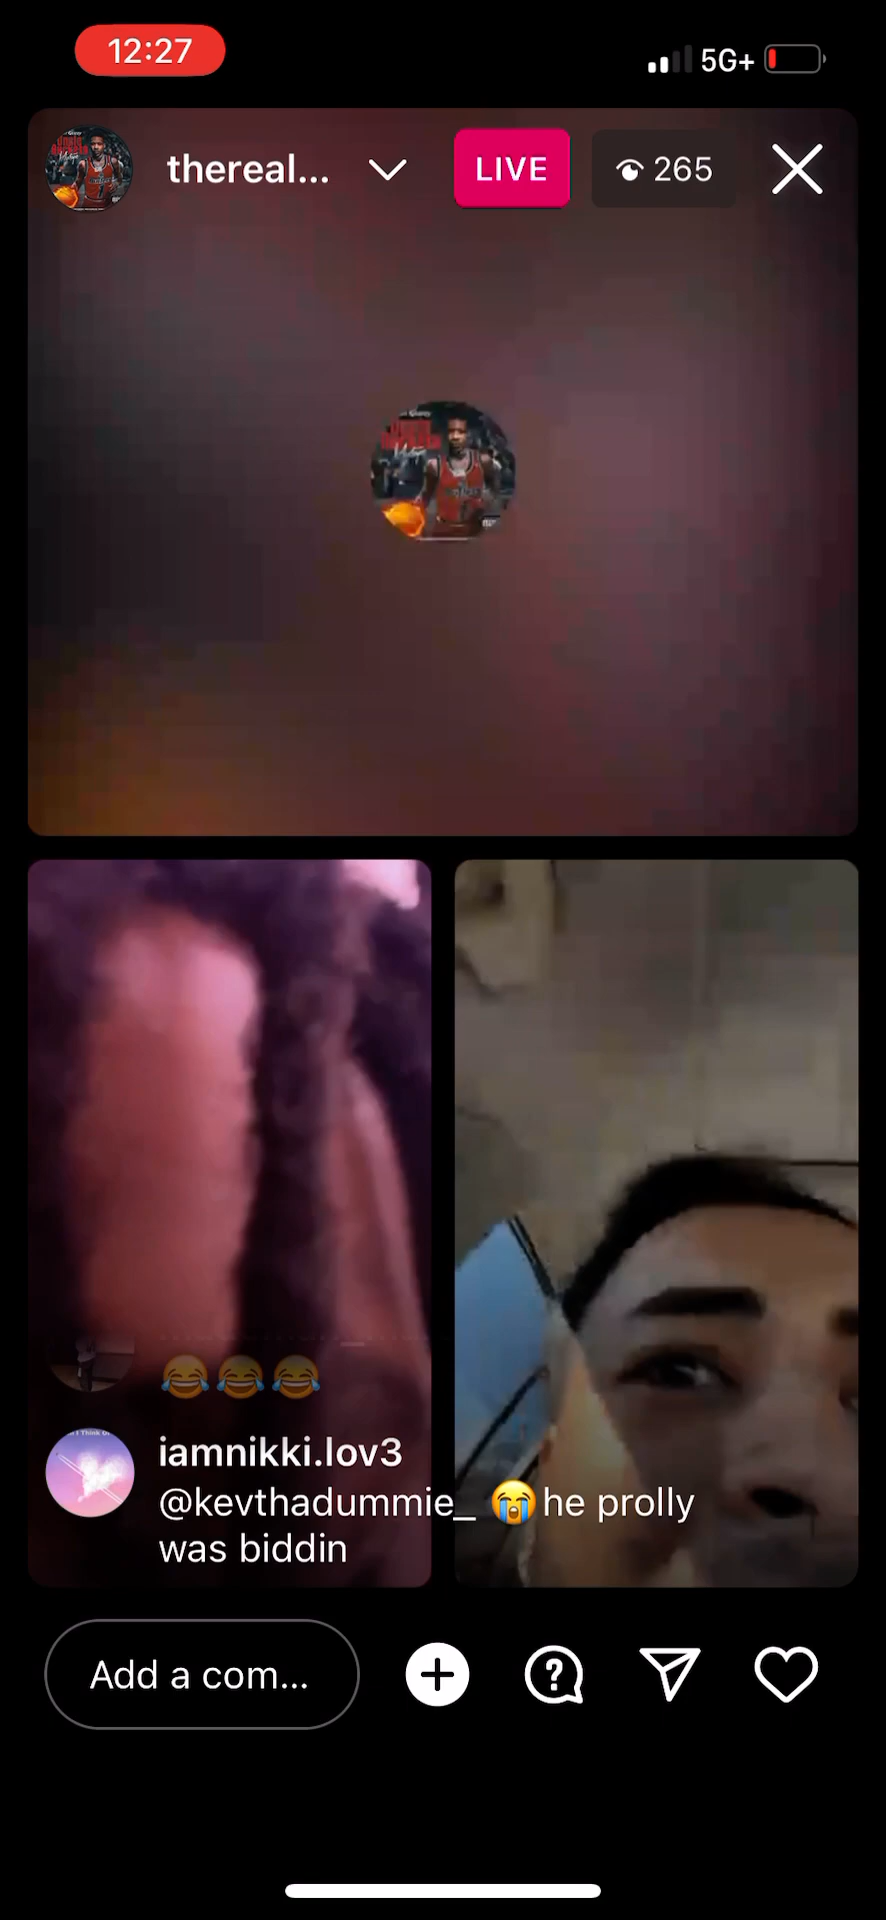 12:27
5G+
thereal...
LIVE
265
😂😂😂
iamnikki.lov3
@kevthadummie_ 😭he prolly
was biddin
Add a com...